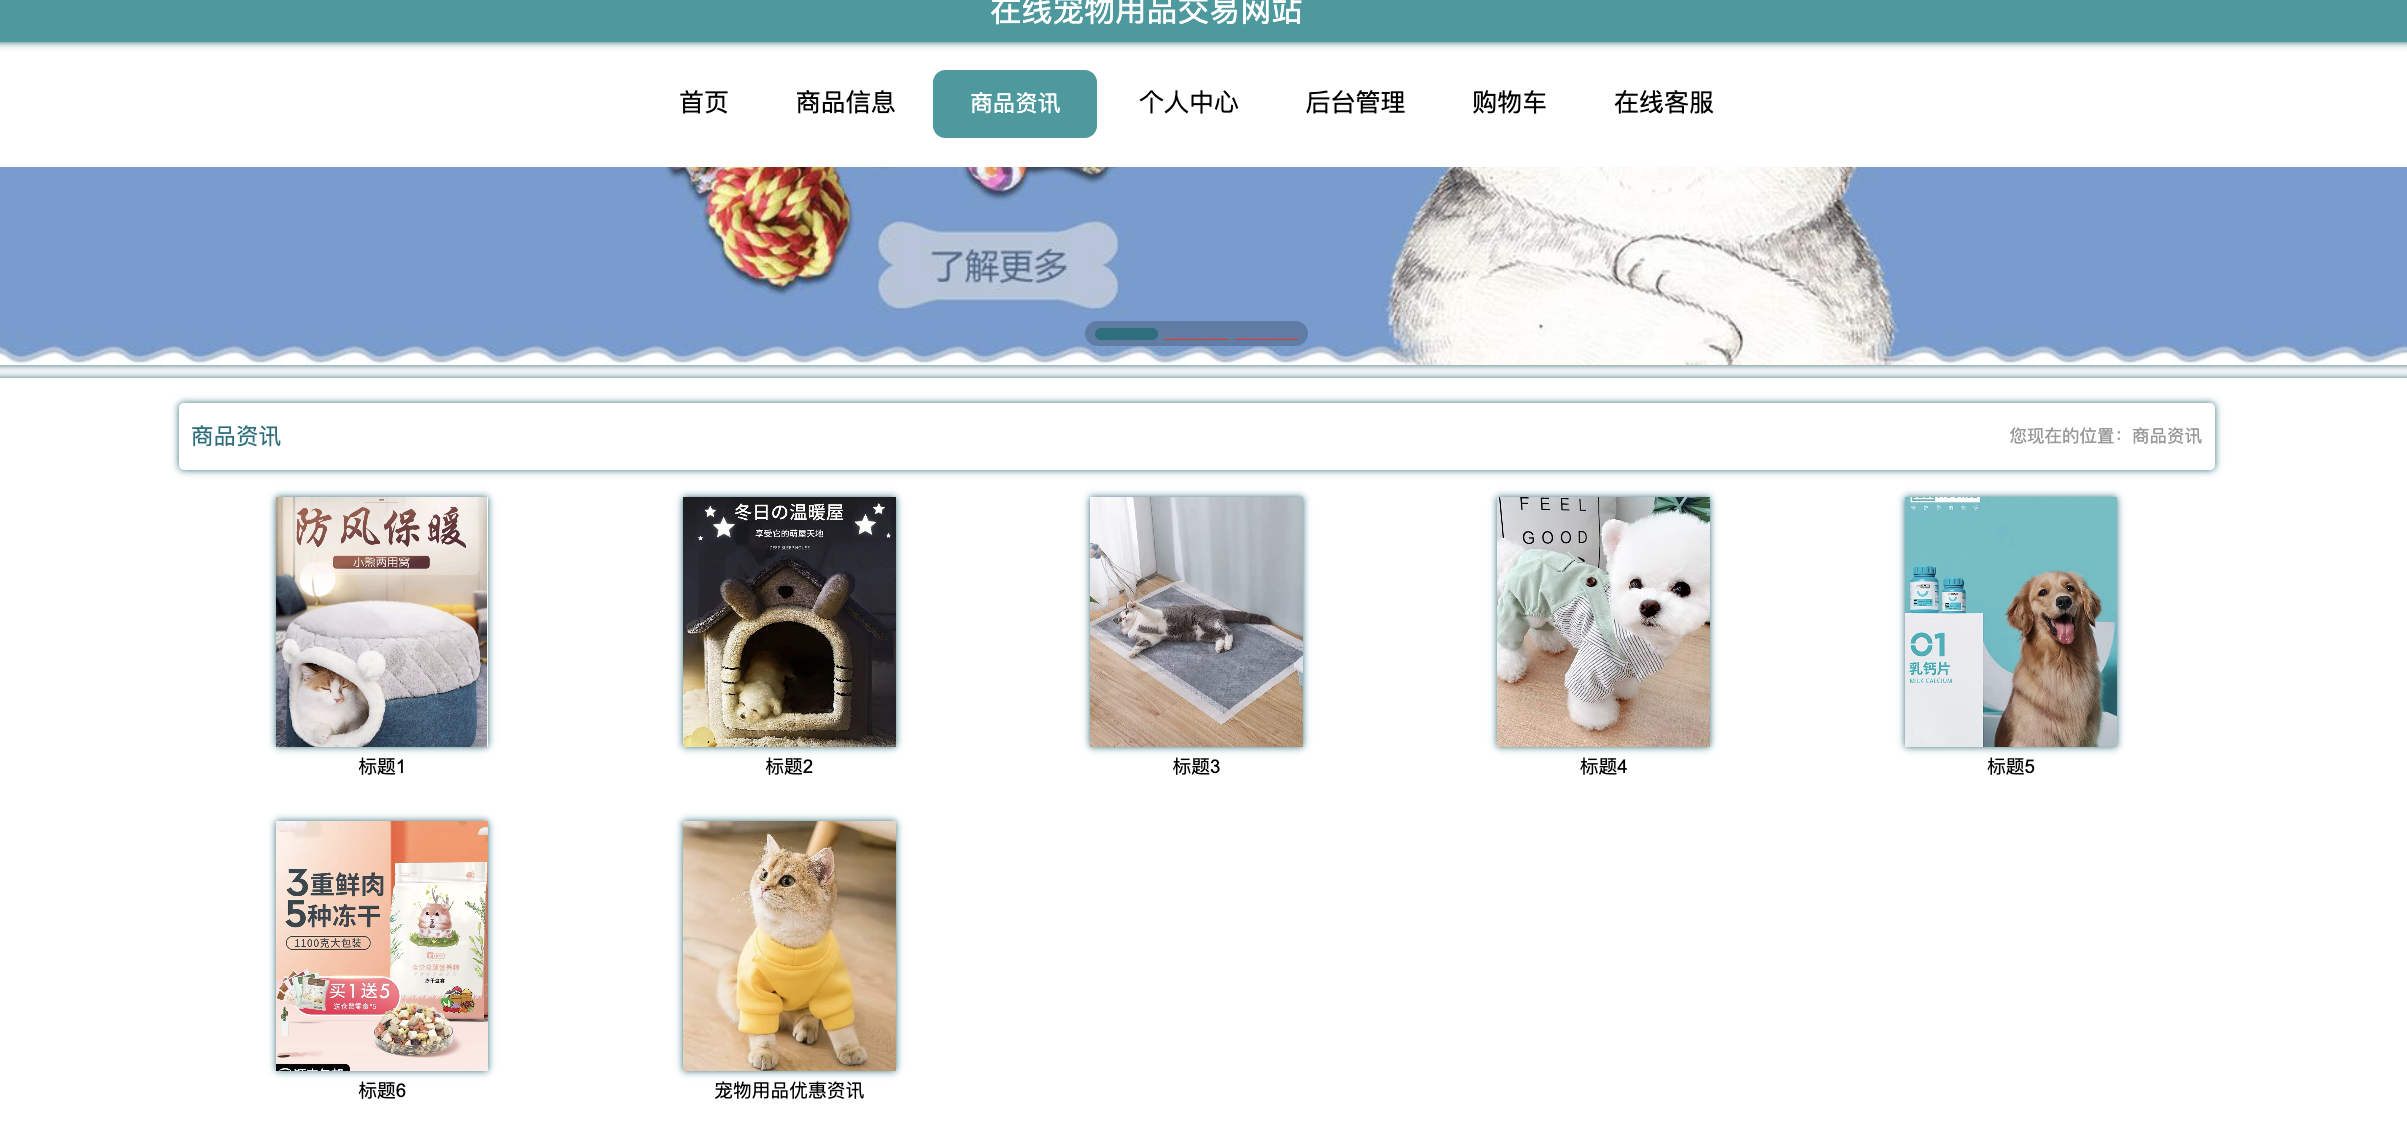 在线宠物用品交易网站
首页
商品信息
商品资讯
个人中心
后台管理
购物车
在线客服
了解更多
商品资讯
您现在的位置：商品资讯
防风保暖
小熊两用窝
冬日の温暖屋
享受它的萌屋天地
FEEL
GOOD
01
乳钙片
MILK CALCIUM
标题1
标题2
标题3
标题4
标题5
3重鲜肉
5种冻干
1100克大包装
买1送5
标题6
宠物用品优惠资讯